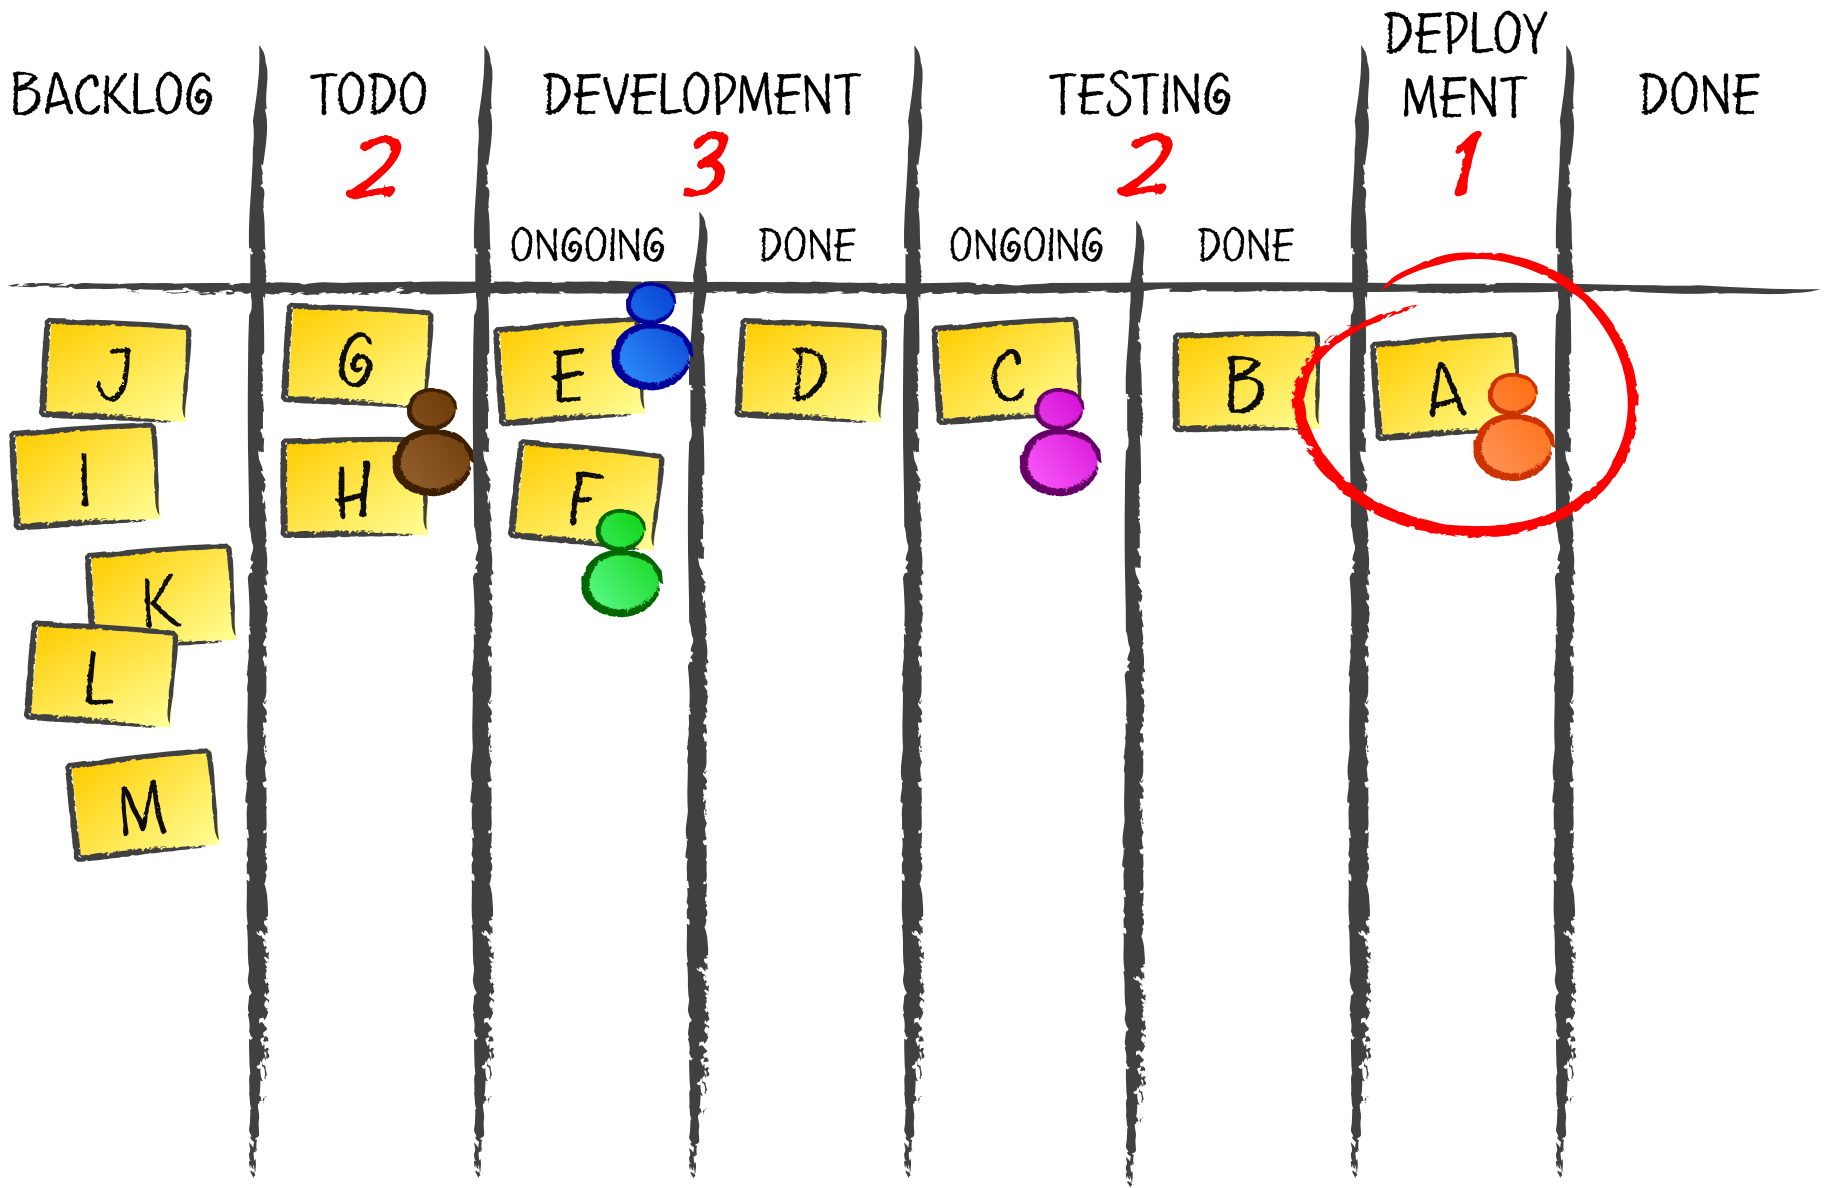 BACKLOG
TODO
DEVELOPMENT
TESTING
DEPLOY
MENT
DONE
2
3
2
1
ONGOING
DONE
ONGOING
DONE
J
G
E
D
C
B
A
I
H
F
K
L
M